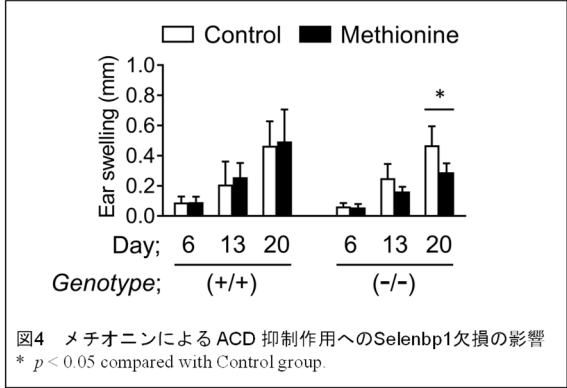 Control Methionine
Ear swelling (mm)
1.0
0.8
0.6
0.4
0.2
0.0
*
Day; 6 13 20 6 13 20
Genotype; (+/+) (−/−)
図4 メチオニンによる ACD 抑制作用へのSelenbp1欠損の影響
* p < 0.05 compared with Control group.